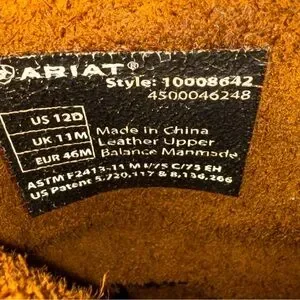 ARIAT®
Style: 10008642
4500046248
US 12D
UK 11M
EUR 46M
Made in China
Leather Upper
Balance Manmade
ASTM F2413-11 M I/75 C/75 EH
US Patent 5,720,117 & 8,136,266